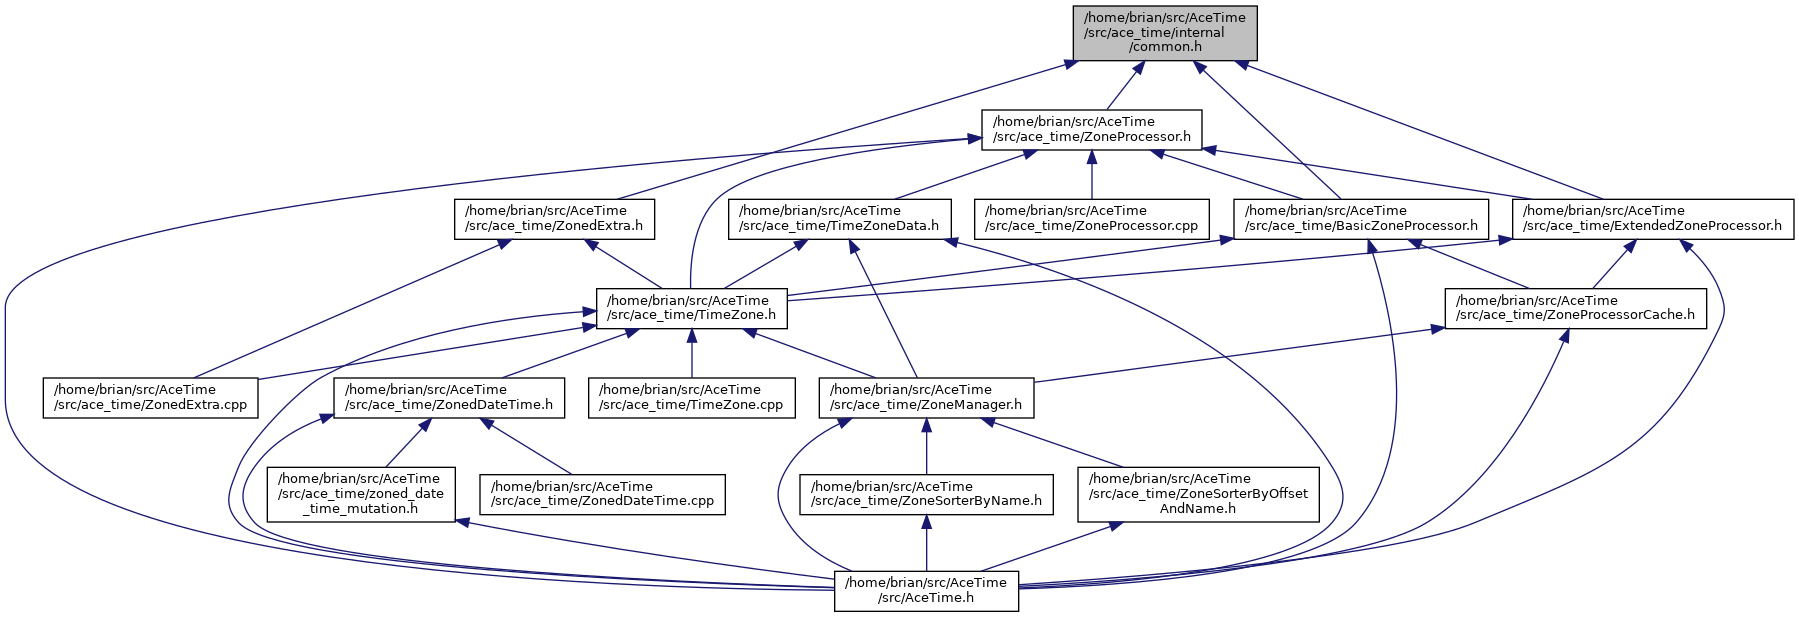 /home/brian/src/AceTime
/src/ace_time/internal
/common.h
/home/brian/src/AceTime
/src/ace_time/ZoneProcessor.h
/home/brian/src/AceTime
/src/ace_time/ZonedExtra.h
/home/brian/src/AceTime
/src/ace_time/TimeZoneData.h
/home/brian/src/AceTime
/src/ace_time/ZoneProcessor.cpp
/home/brian/src/AceTime
/src/ace_time/BasicZoneProcessor.h
/home/brian/src/AceTime
/src/ace_time/ExtendedZoneProcessor.h
/home/brian/src/AceTime
/src/ace_time/TimeZone.h
/home/brian/src/AceTime
/src/ace_time/ZoneProcessorCache.h
/home/brian/src/AceTime
/src/ace_time/ZonedExtra.cpp
/home/brian/src/AceTime
/src/ace_time/ZonedDateTime.h
/home/brian/src/AceTime
/src/ace_time/TimeZone.cpp
/home/brian/src/AceTime
/src/ace_time/ZoneManager.h
/home/brian/src/AceTime
/src/ace_time/zoned_date
_time_mutation.h
/home/brian/src/AceTime
/src/ace_time/ZonedDateTime.cpp
/home/brian/src/AceTime
/src/ace_time/ZoneSorterByName.h
/home/brian/src/AceTime
/src/ace_time/ZoneSorterByOffset
AndName.h
/home/brian/src/AceTime
/src/AceTime.h